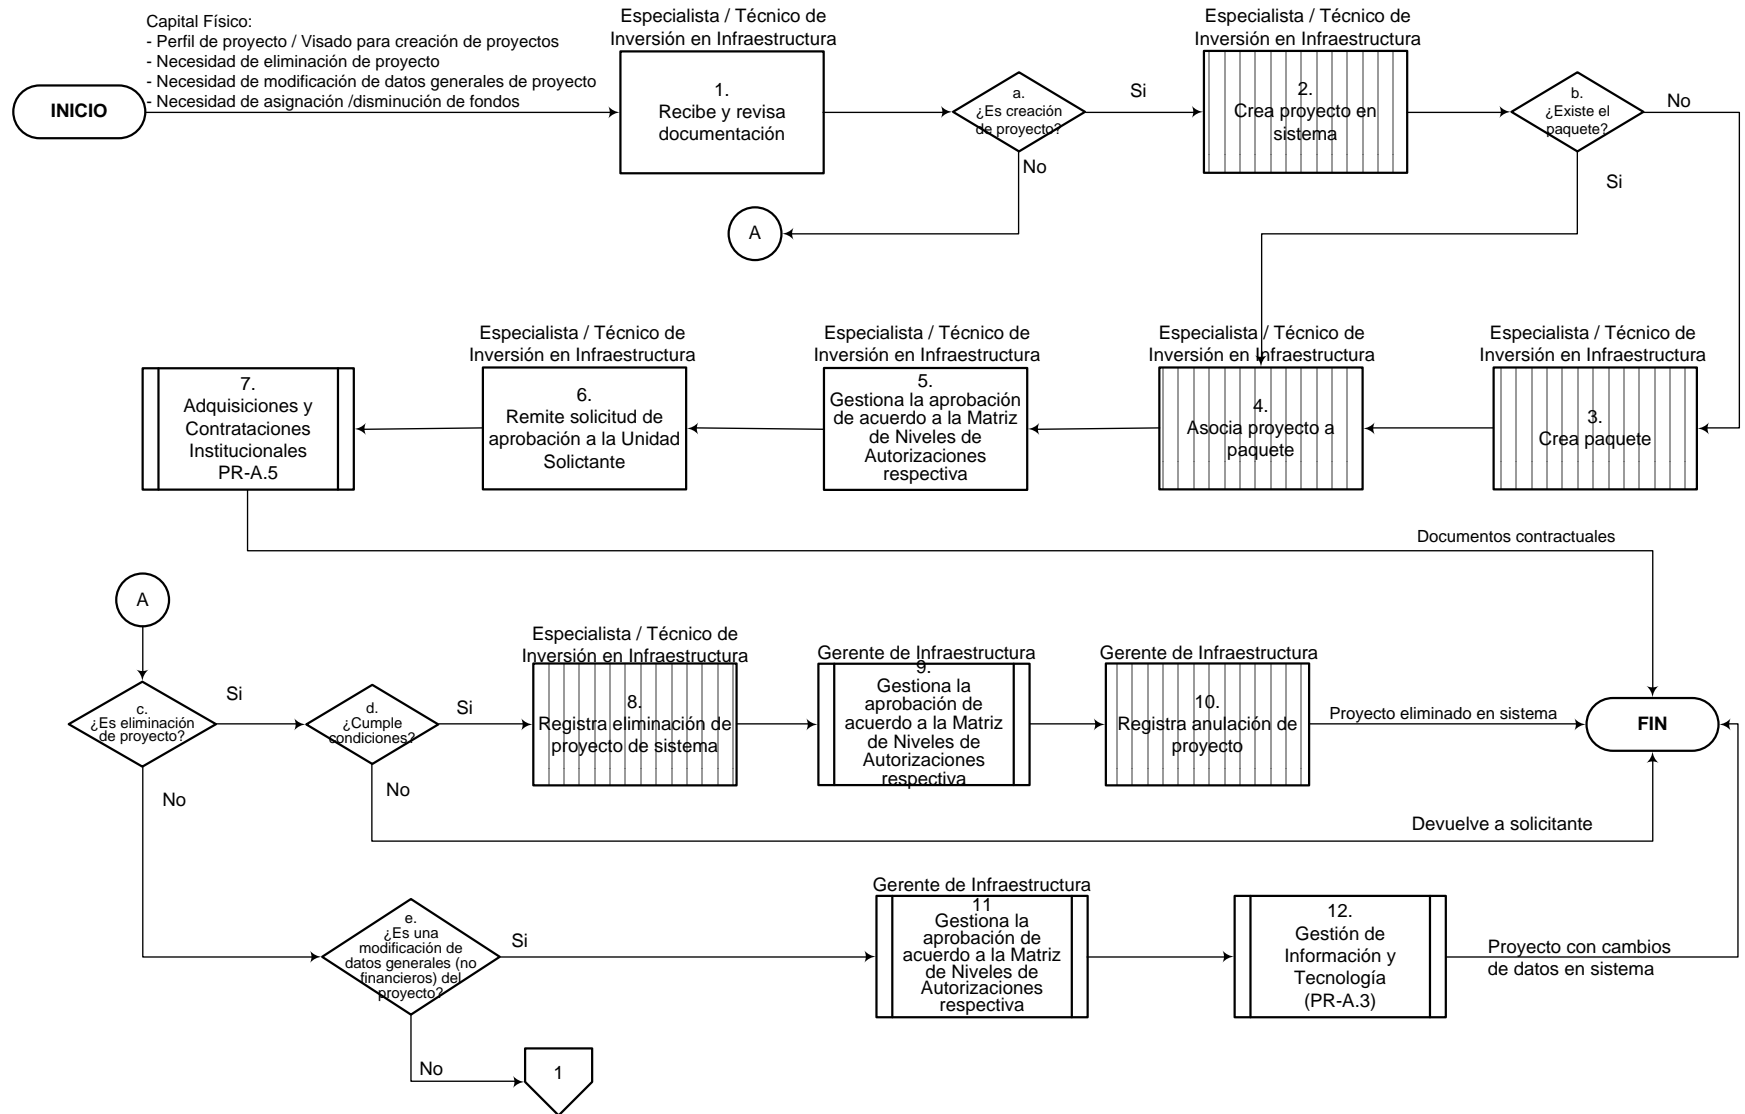 Capital Físico:
- Perfil de proyecto / Visado para creación de proyectos
- Necesidad de eliminación de proyecto
- Necesidad de modificación de datos generales de proyecto
- Necesidad de asignación /disminución de fondos
INICIO
Especialista / Técnico de
Inversión en Infraestructura
1.
Recibe y revisa
documentación
a.
¿Es creación
de proyecto?
Si
No
A
Especialista / Técnico de
Inversión en Infraestructura
2.
Crea proyecto en
sistema
b.
¿Existe el
paquete?
No
Si
7.
Adquisiciones y
Contrataciones
Institucionales
PR-A.5
Especialista / Técnico de
Inversión en Infraestructura
6.
Remite solicitud de
aprobación a la Unidad
Solictante
Especialista / Técnico de
Inversión en Infraestructura
5.
Gestiona la aprobación
de acuerdo a la Matriz
de Niveles de
Autorizaciones
respectiva
Especialista / Técnico de
Inversión en Infraestructura
4.
Asocia proyecto a
paquete
Especialista / Técnico de
Inversión en Infraestructura
3.
Crea paquete
Documentos contractuales
A
c.
¿Es eliminación
de proyecto?
Si
No
d.
¿Cumple
condiciones?
Si
No
Especialista / Técnico de
Inversión en Infraestructura
8.
Registra eliminación de
proyecto de sistema
Gerente de Infraestructura
9.
Gestiona la
aprobación de
acuerdo a la Matriz
de Niveles de
Autorizaciones
respectiva
Gerente de Infraestructura
10.
Registra anulación de
proyecto
Proyecto eliminado en sistema
FIN
Devuelve a solicitante
e.
¿Es una
modificación de
datos generales (no
financieros) del
proyecto?
Si
No
1
Gerente de Infraestructura
11
Gestiona la
aprobación de
acuerdo a la Matriz
de Niveles de
Autorizaciones
respectiva
12.
Gestión de
Información y
Tecnología
(PR-A.3)
Proyecto con cambios
de datos en sistema